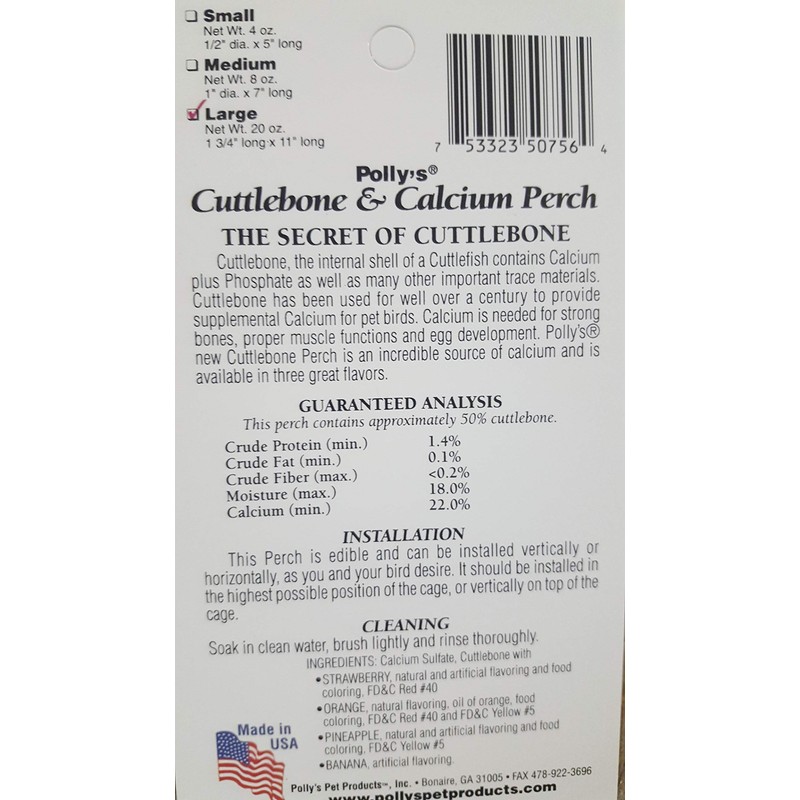 Small
Net Wt. 4 oz.
1/2" dia. x 5" long
Medium
Net Wt. 8 oz.
1" dia. x 7" long
Large
Net Wt. 20 oz.
1 3/4" long x 11" long
7 53323 50756 4
Polly's®
Cuttlebone & Calcium Perch
THE SECRET OF CUTTLEBONE
Cuttlebone, the internal shell of a Cuttlefish contains Calcium
plus Phosphate as well as many other important trace materials.
Cuttlebone has been used for well over a century to provide
supplemental Calcium for pet birds. Calcium is needed for strong
bones, proper muscle functions and egg development. Polly's®
new Cuttlebone Perch is an incredible source of calcium and is
available in three great flavors.
GUARANTEED ANALYSIS
This perch contains approximately 50% cuttlebone.
Crude Protein (min.) 1.4%
Crude Fat (min.) 0.1%
Crude Fiber (max.) <0.2%
Moisture (max.) 18.0%
Calcium (min.) 22.0%
INSTALLATION
This Perch is edible and can be installed vertically or
horizontally, as you and your bird desire. It should be installed in
the highest possible position of the cage, or vertically on top of the
cage.
CLEANING
Soak in clean water, brush lightly and rinse thoroughly.
INGREDIENTS: Calcium Sulfate, Cuttlebone with
•STRAWBERRY, natural and artificial flavoring and food
coloring, FD&C Red #40
•ORANGE, natural flavoring, oil of orange, food
coloring, FD&C Red #40 and FD&C Yellow #5
•PINEAPPLE, natural and artificial flavoring and food
coloring, FD&C Yellow #5
•BANANA, artificial flavoring.
Made in
USA
Polly's Pet Products™, Inc. • Bonaire, GA 31005 • FAX 478-922-3696
www.pollyspetproducts.com